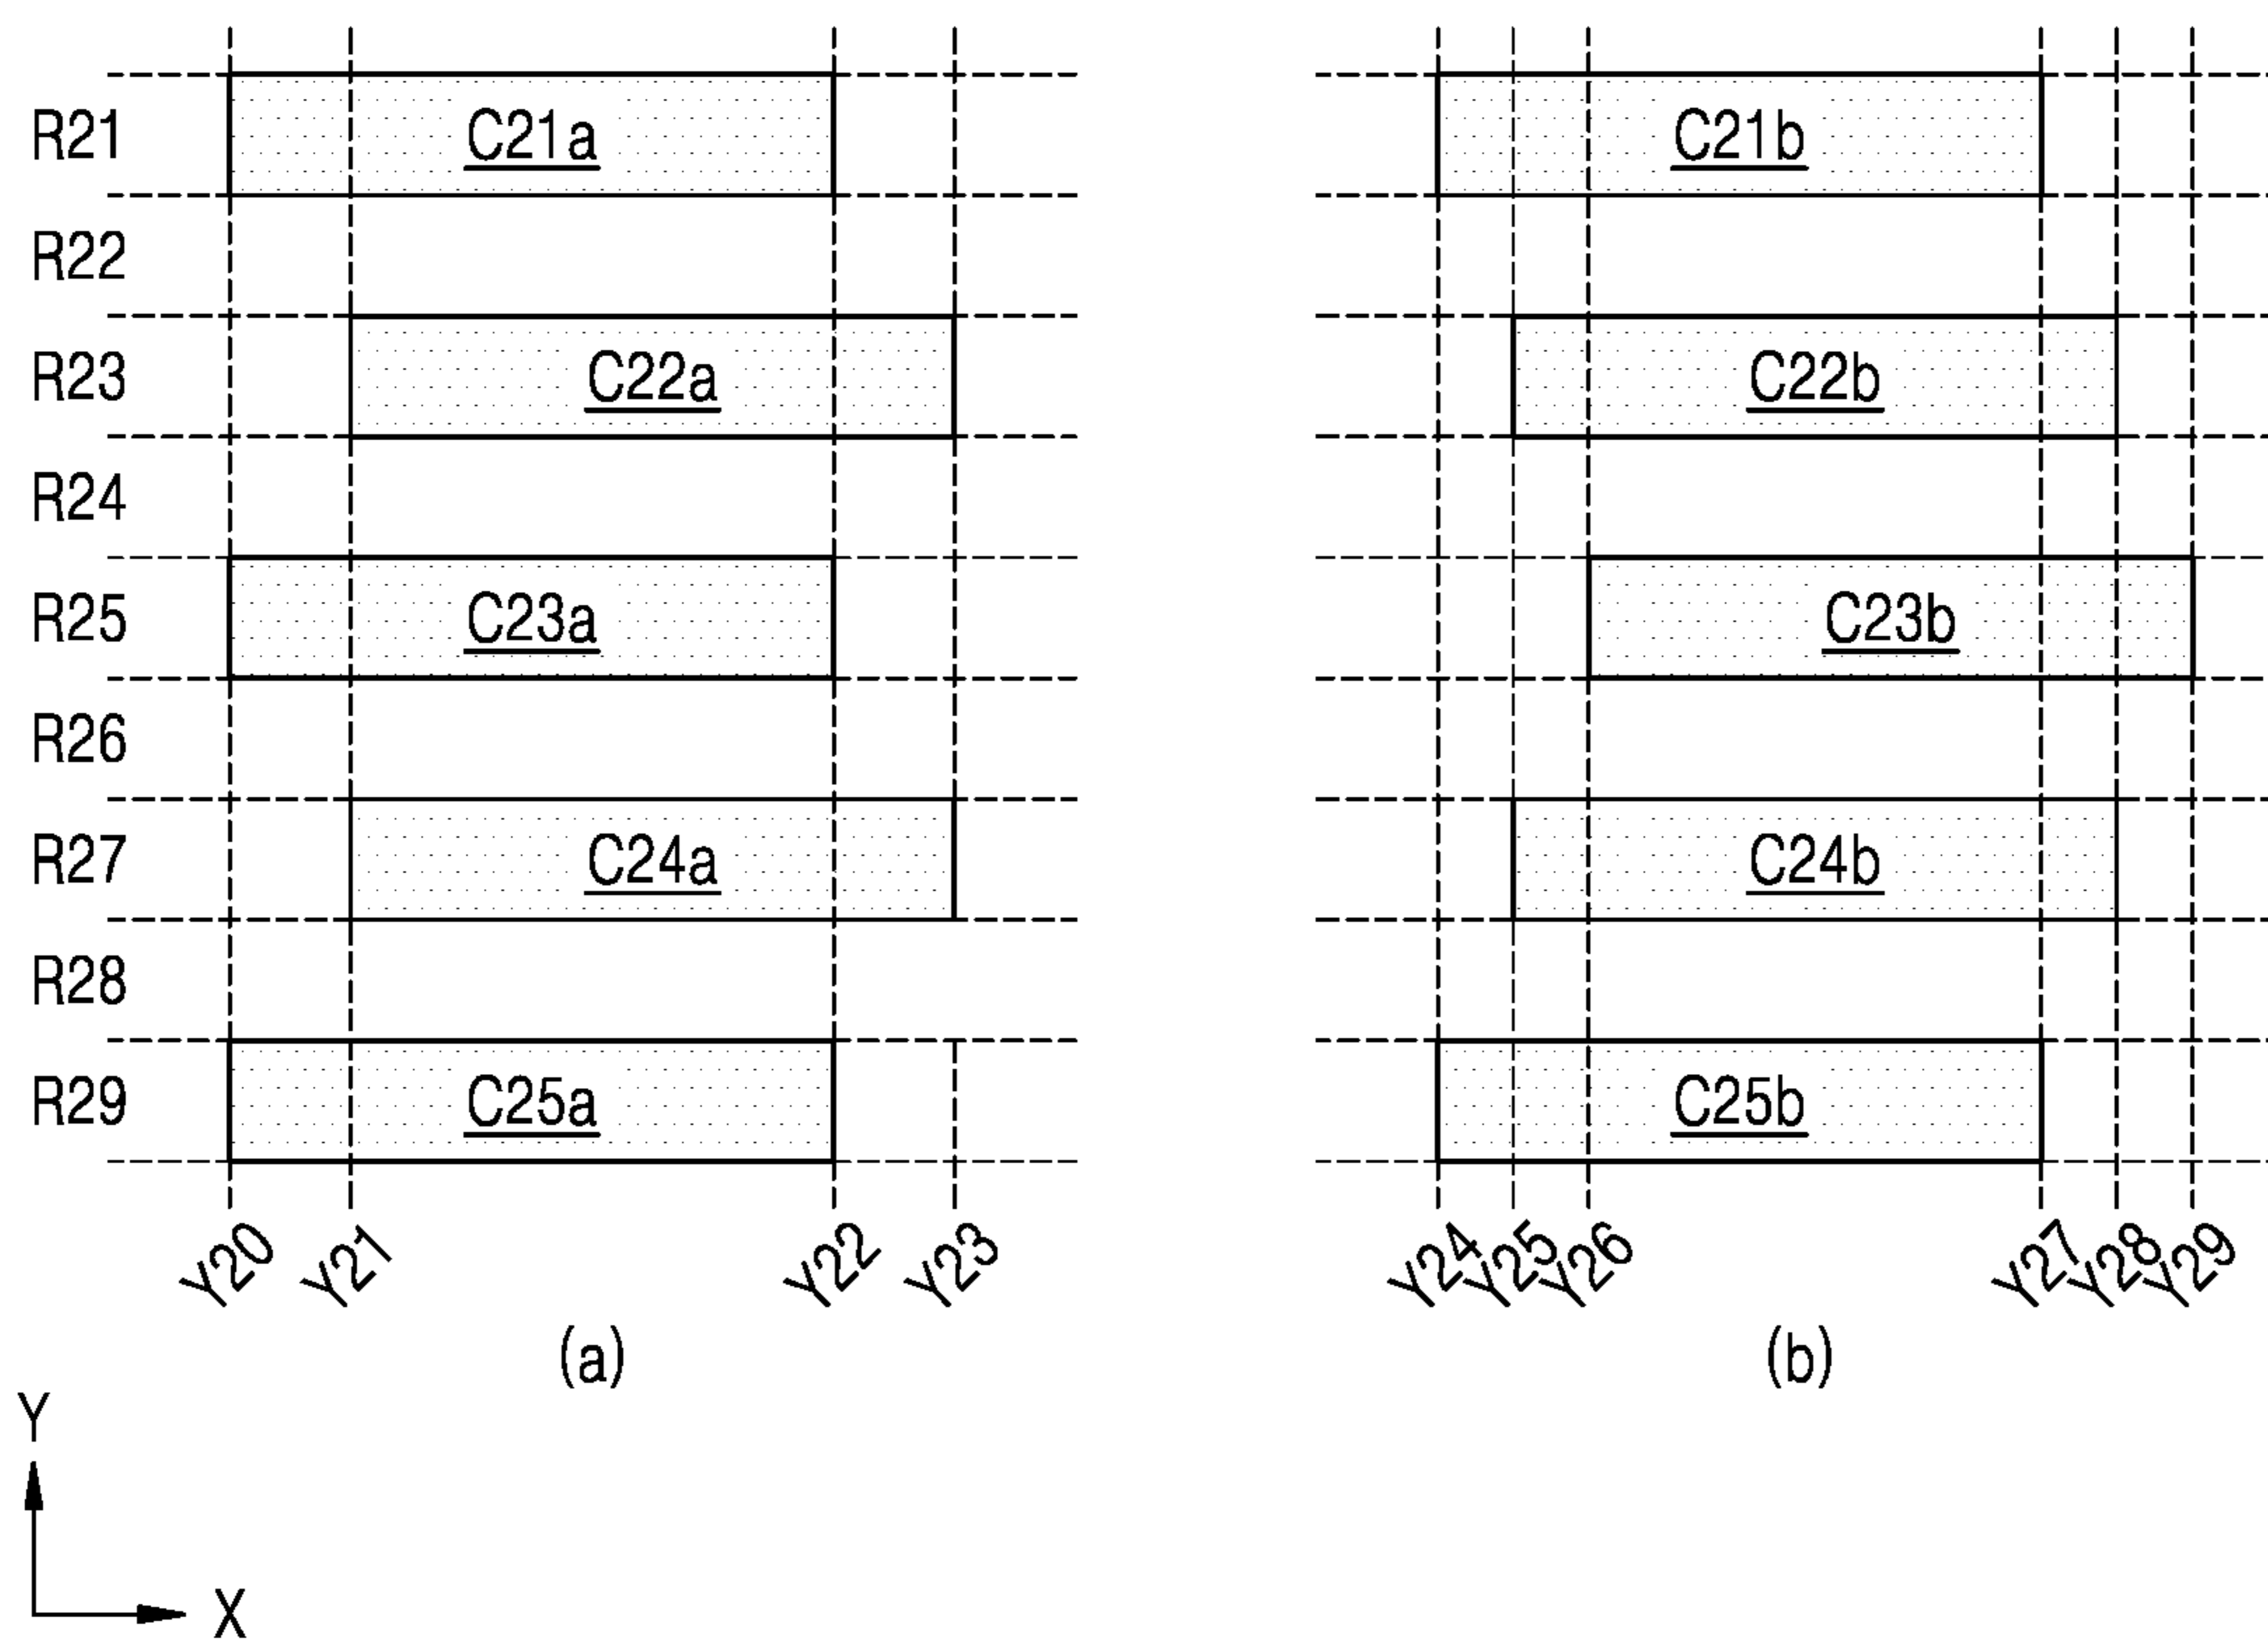 R21 C21a C21b
R22
R23 C22a C22b
R24
R25 C23a C23b
R26
R27 C24a C24b
R28
R29 C25a C25b
Y20 Y21 Y22 Y23 Y24 Y25 Y26 Y27 Y28 Y29
(a) (b)
Y
X